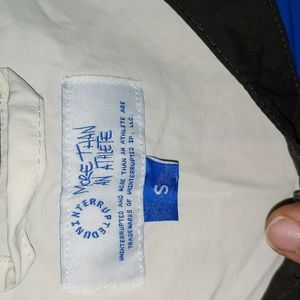 MORE THAN
AN ATHLETE
UNINTERRUPTED
UNINTERRUPTED AND MORE THAN AN ATHLETE ARE
TRADEMARKS OF UNINTERRUPTED IP, LLC.
S